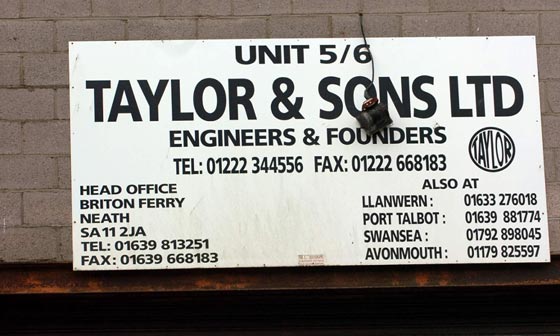 UNIT 5/6
TAYLOR & SONS LTD
ENGINEERS & FOUNDERS
TEL: 01222 344556 FAX: 01222 668183
TAYLOR
HEAD OFFICE
BRITON FERRY
NEATH
SA11 2JA
TEL: 01639 813251
FAX: 01639 668183
ALSO AT
LLANWERN : 01633 276018
PORT TALBOT : 01639 881774
SWANSEA : 01792 898045
AVONMOUTH : 01179 825597